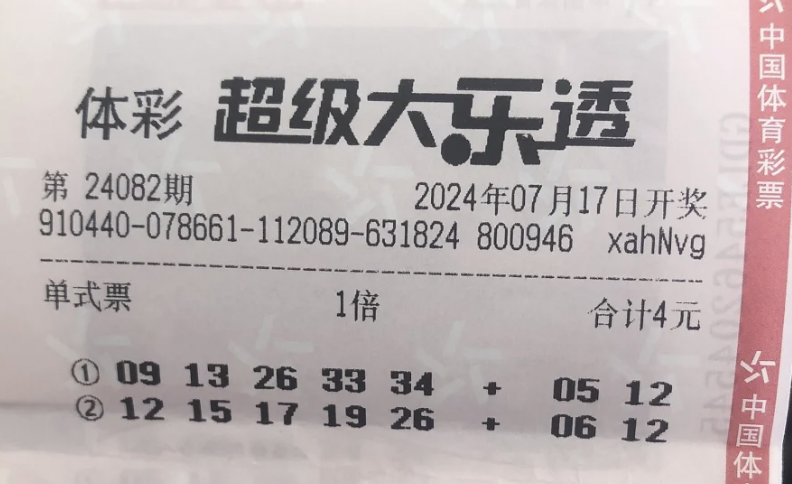 体彩 超级大乐透
第 24082期 2024年07月17日开奖
910440-078661-112089-631824 800946 xahNvg
单式票 1倍 合计4元
① 09 13 26 33 34 + 05 12
② 12 15 17 19 26 + 06 12
中国体育彩票
中国体